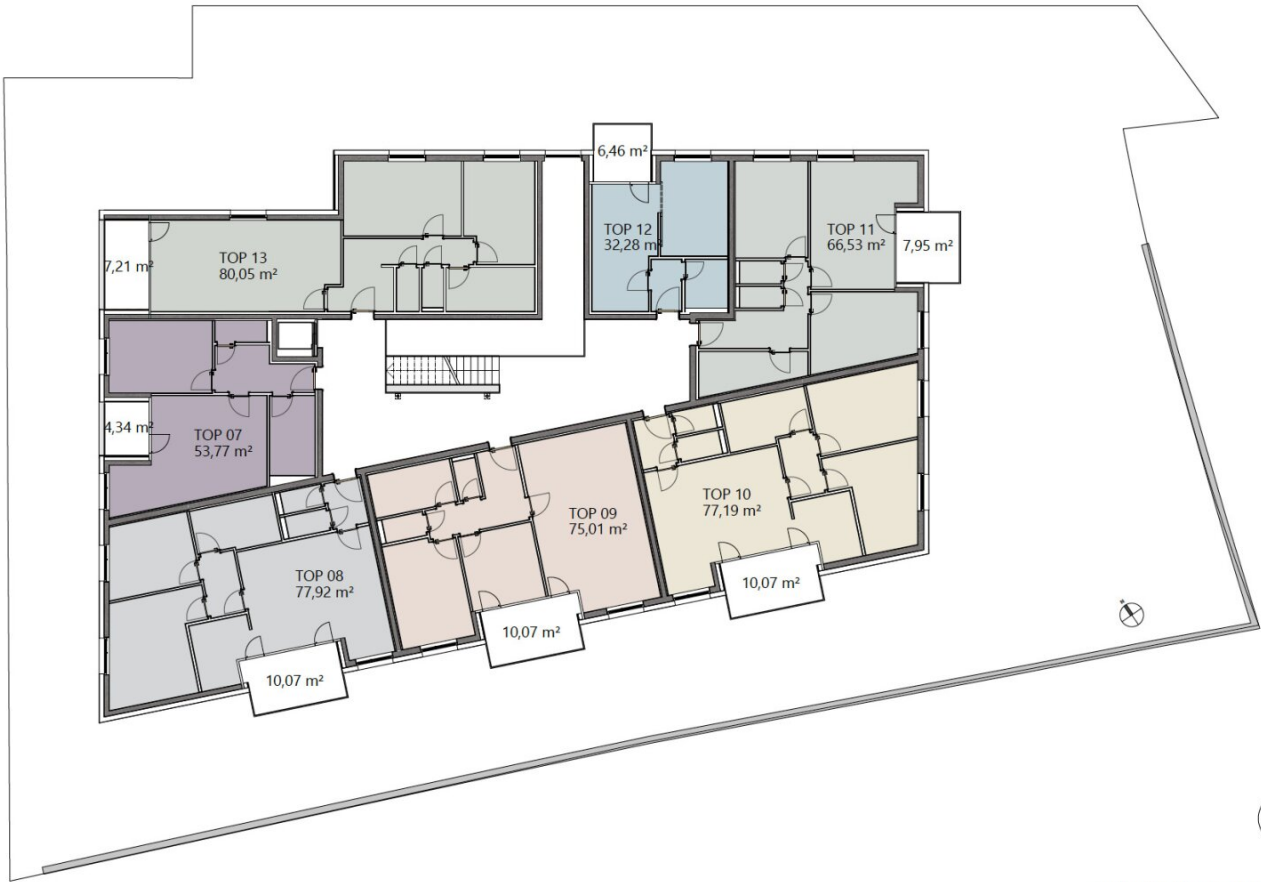 6,46 m²
TOP 12
32,28 m
TOP 11
66,53 m²
7,95 m²
TOP 13
80,05 m²
7,21 m²
4,34 m²
TOP 07
53,77 m²
TOP 10
77,19 m²
TOP 09
75,01 m²
TOP 08
77,92 m²
10,07 m²
10,07 m²
10,07 m²